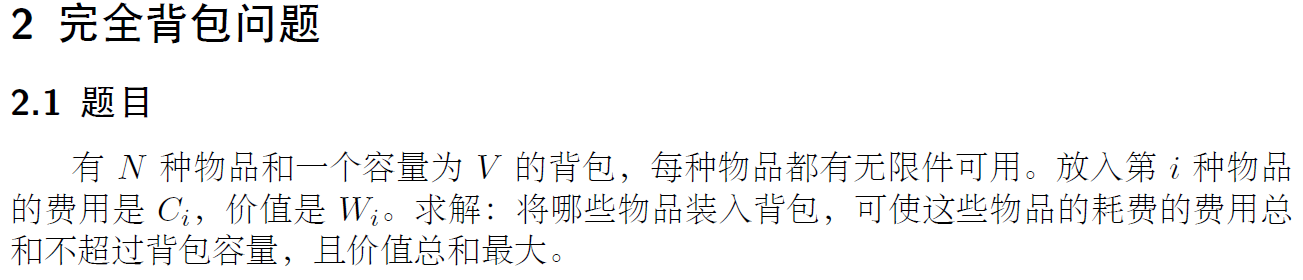 2 完全背包问题
2.1 题目
有 N 种物品和一个容量为 V 的背包，每种物品都有无限件可用。放入第 i 种物品
的费用是 Cᵢ，价值是 Wᵢ。求解：将哪些物品装入背包，可使这些物品的耗费的费用总
和不超过背包容量，且价值总和最大。